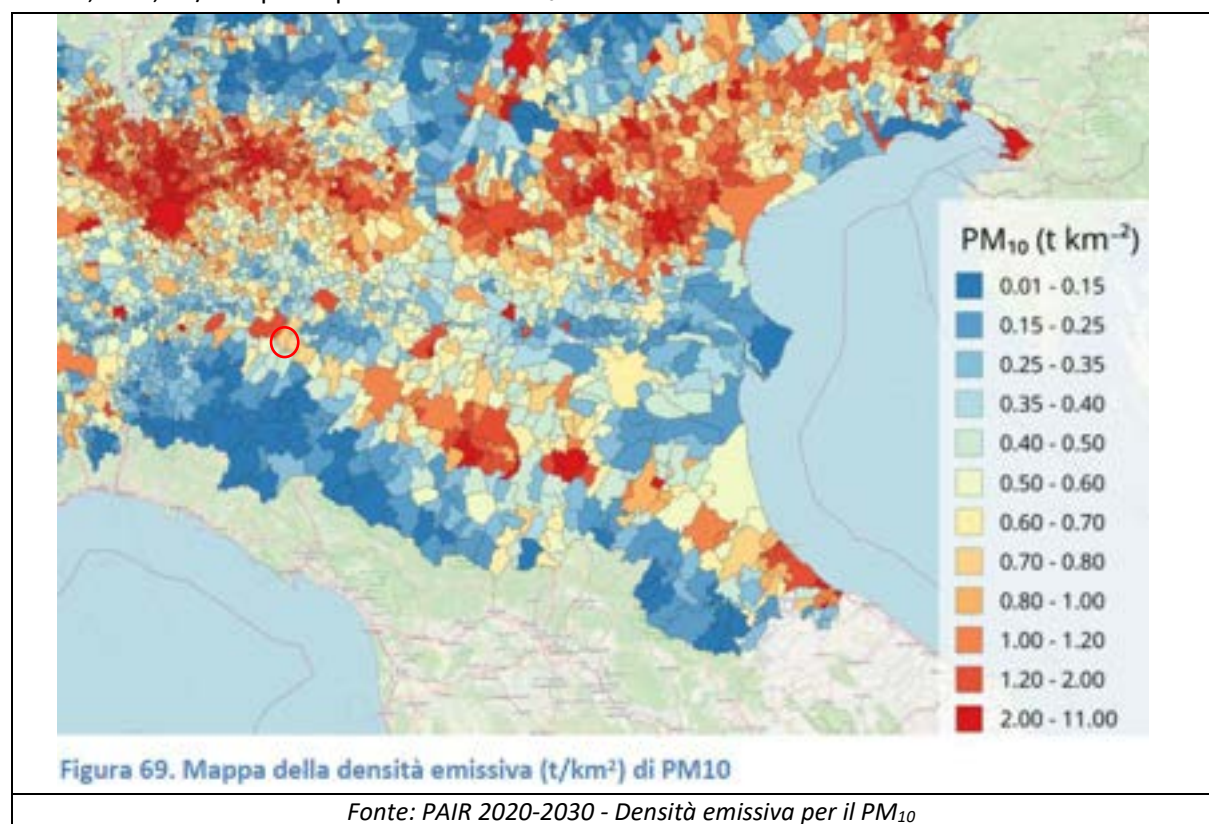 PM₁₀ (t km⁻²)
0.01 - 0.15
0.15 - 0.25
0.25 - 0.35
0.35 - 0.40
0.40 - 0.50
0.50 - 0.60
0.60 - 0.70
0.70 - 0.80
0.80 - 1.00
1.00 - 1.20
1.20 - 2.00
2.00 - 11.00
Figura 69. Mappa della densità emissiva (t/km²) di PM10
Fonte: PAIR 2020-2030 - Densità emissiva per il PM₁₀